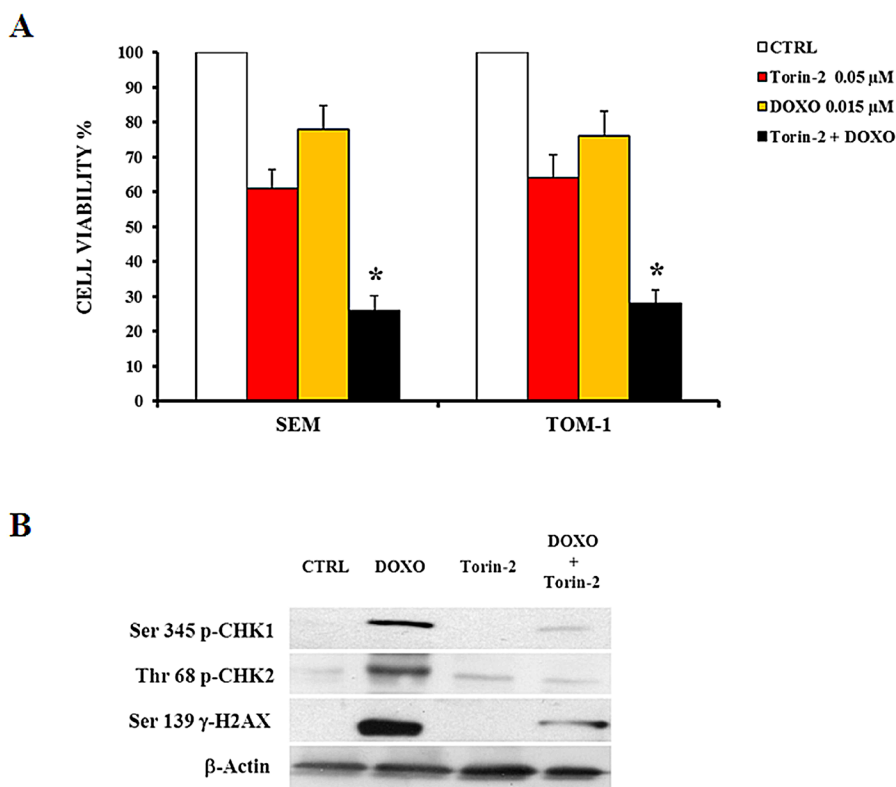 A
CELL VIABILITY %
100
90
80
70
60
50
40
30
20
10
0
*
*
SEM
TOM-1
CTRL
Torin-2 0.05 µM
DOXO 0.015 µM
Torin-2 + DOXO
B
CTRL
DOXO
Torin-2
DOXO
+
Torin-2
Ser 345 p-CHK1
Thr 68 p-CHK2
Ser 139 γ-H2AX
β-Actin